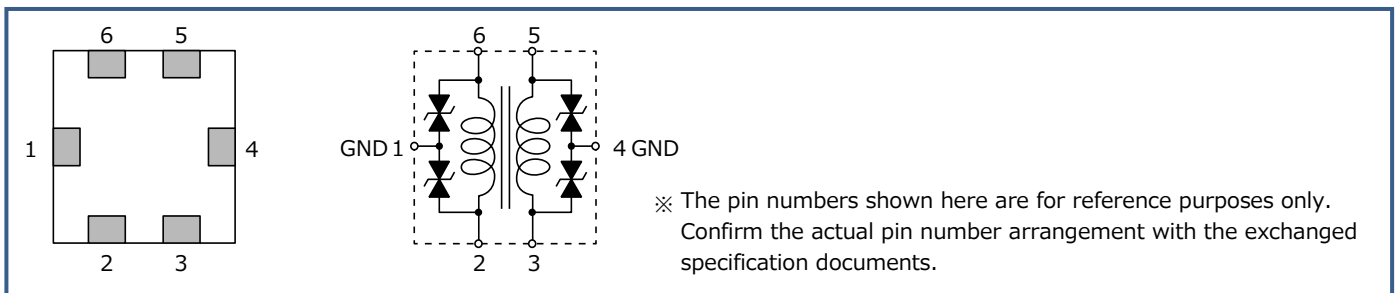 6 5
1 4
2 3
6 5
GND 1 4 GND
2 3
※ The pin numbers shown here are for reference purposes only.
Confirm the actual pin number arrangement with the exchanged
specification documents.